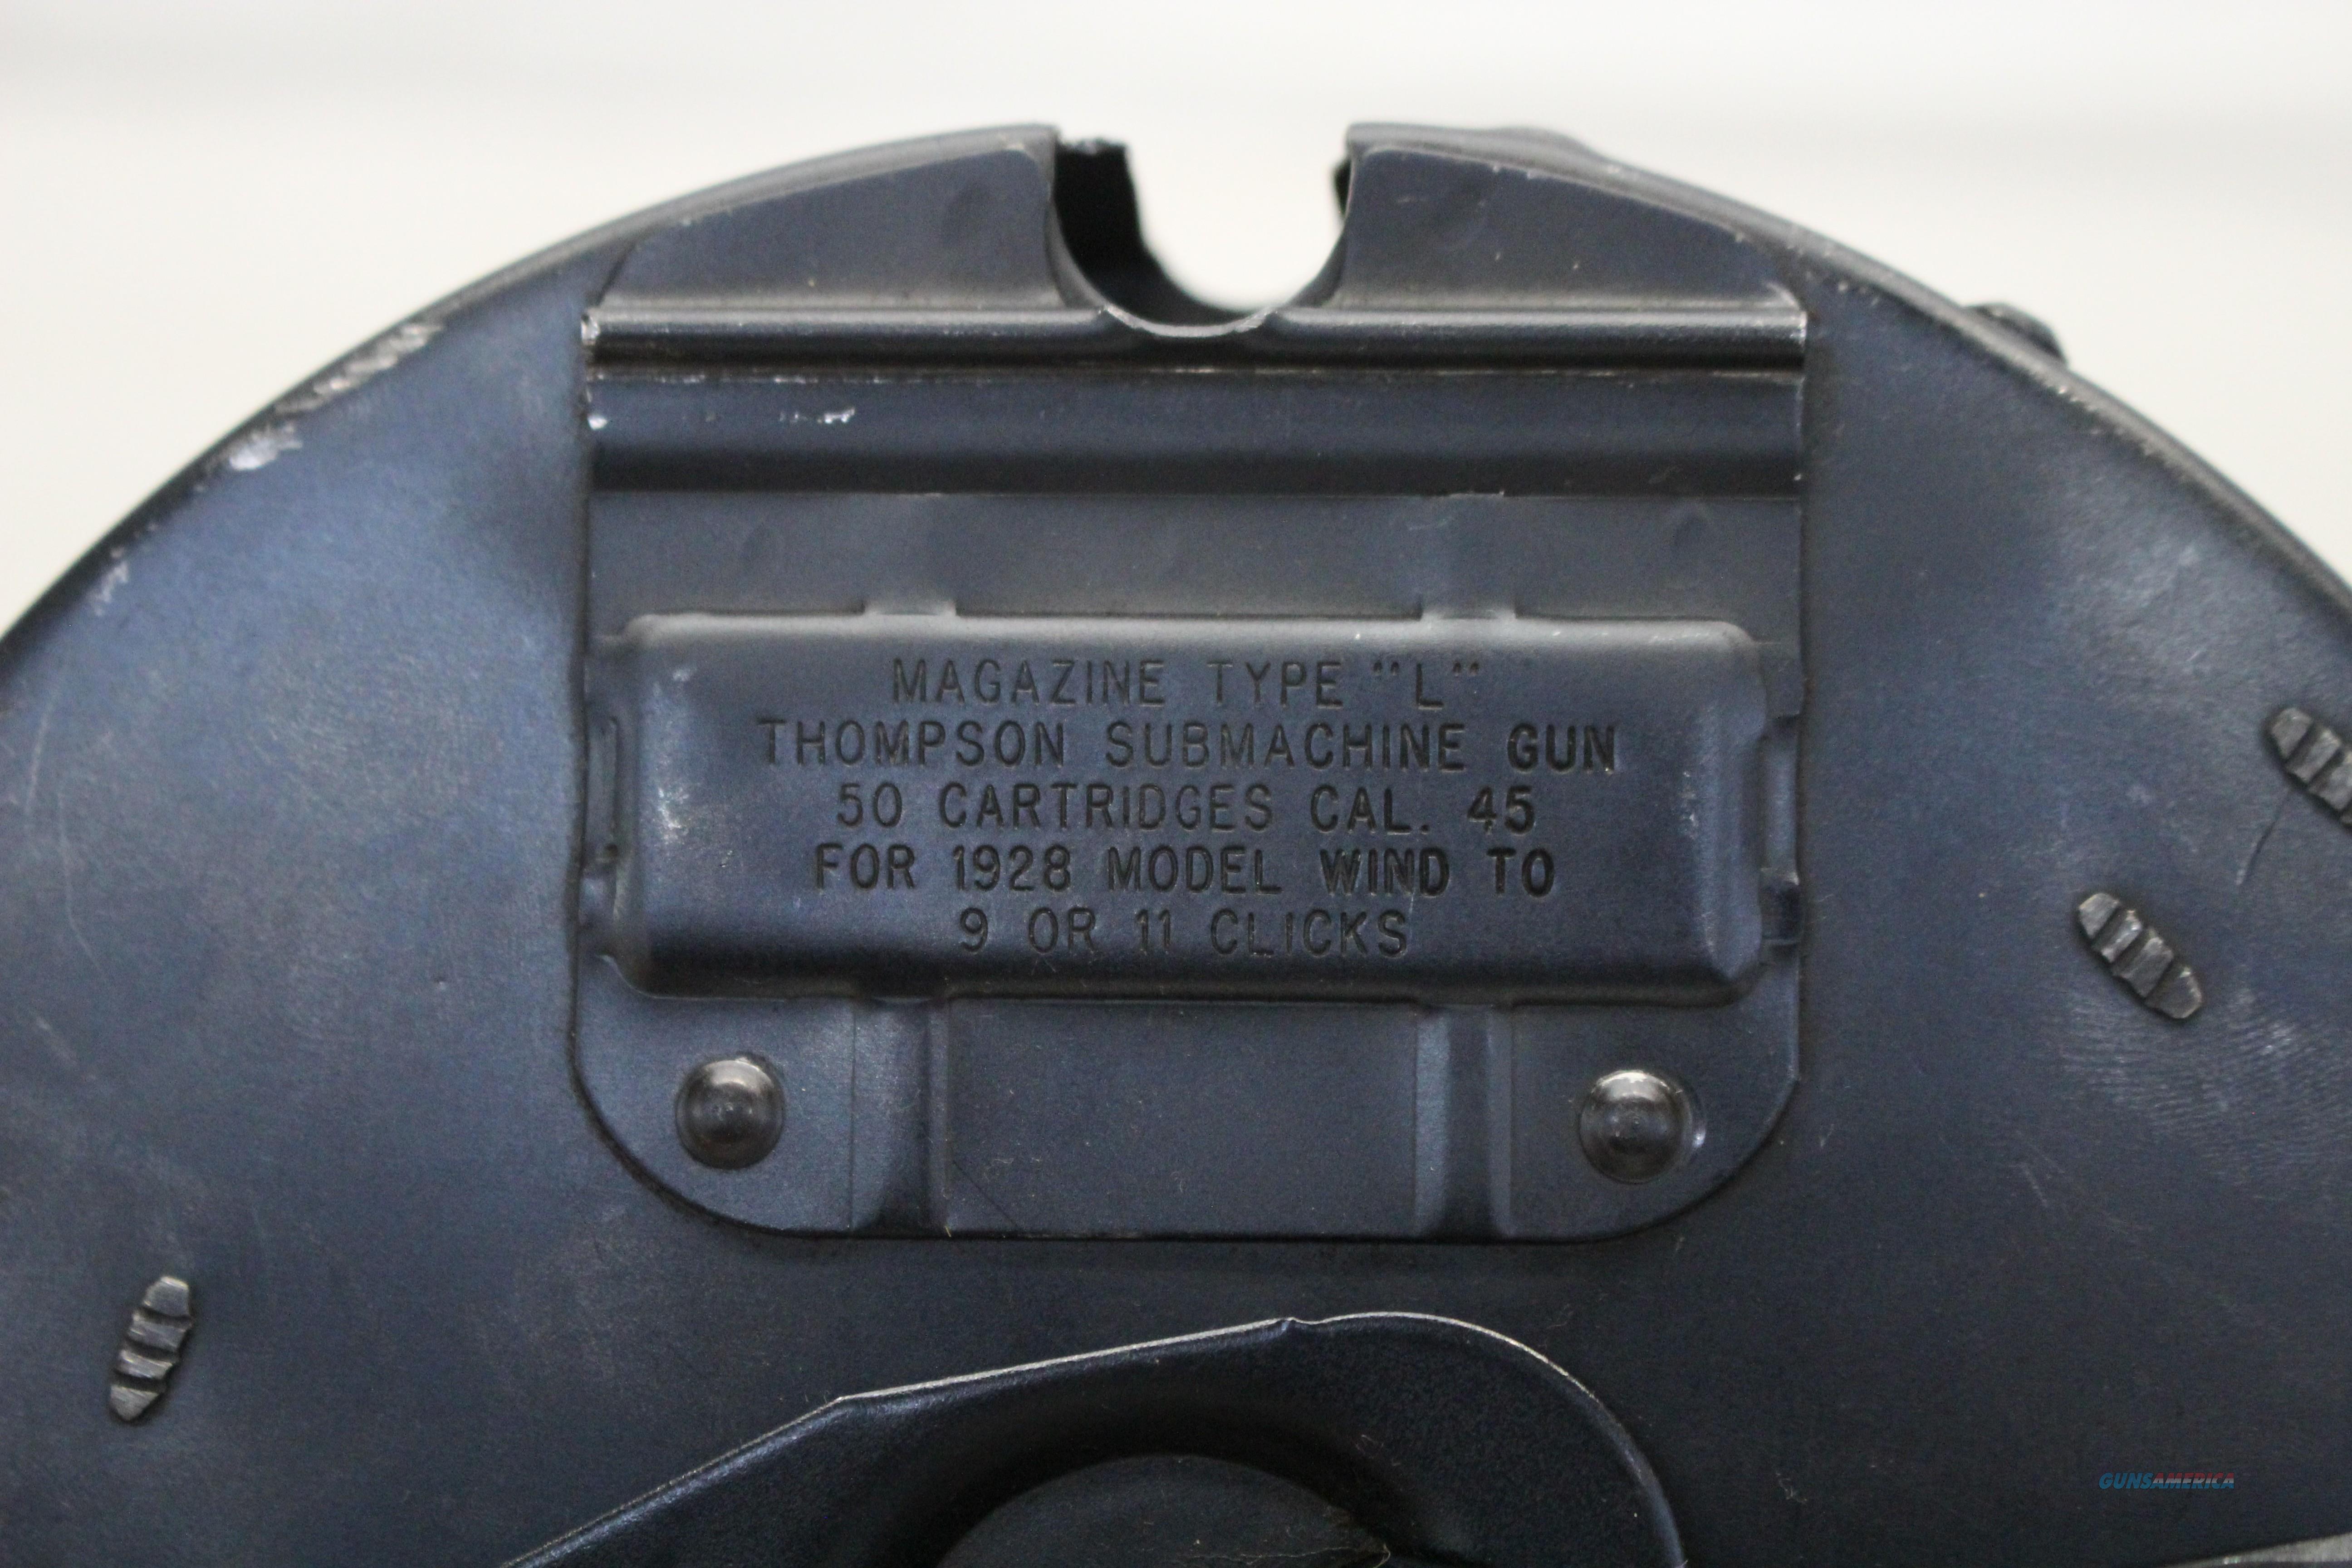 MAGAZINE TYPE "L"
THOMPSON SUBMACHINE GUN
50 CARTRIDGES CAL. 45
FOR 1928 MODEL WIND TO
9 OR 11 CLICKS
GUNSAMERICA